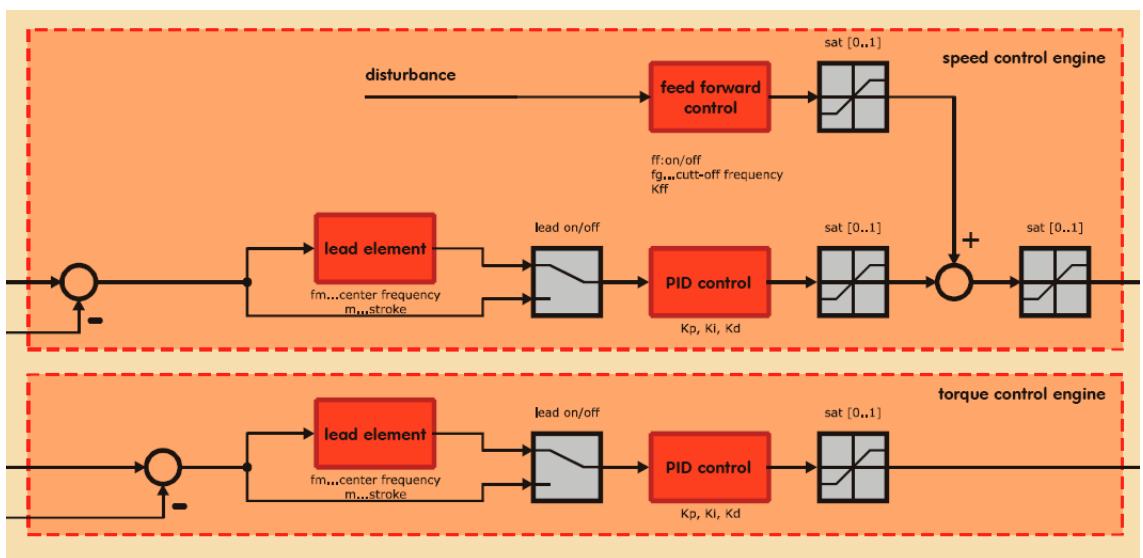 sat [0..1]
speed control engine
disturbance
feed forward
control
ff:on/off
fg...cutt-off frequency
Kff
lead on/off
sat [0..1]
+
sat [0..1]
lead element
PID control
fm...center frequency
m...stroke
-
Kp, Ki, Kd
torque control engine
lead on/off
sat [0..1]
lead element
PID control
fm...center frequency
m...stroke
-
Kp, Ki, Kd